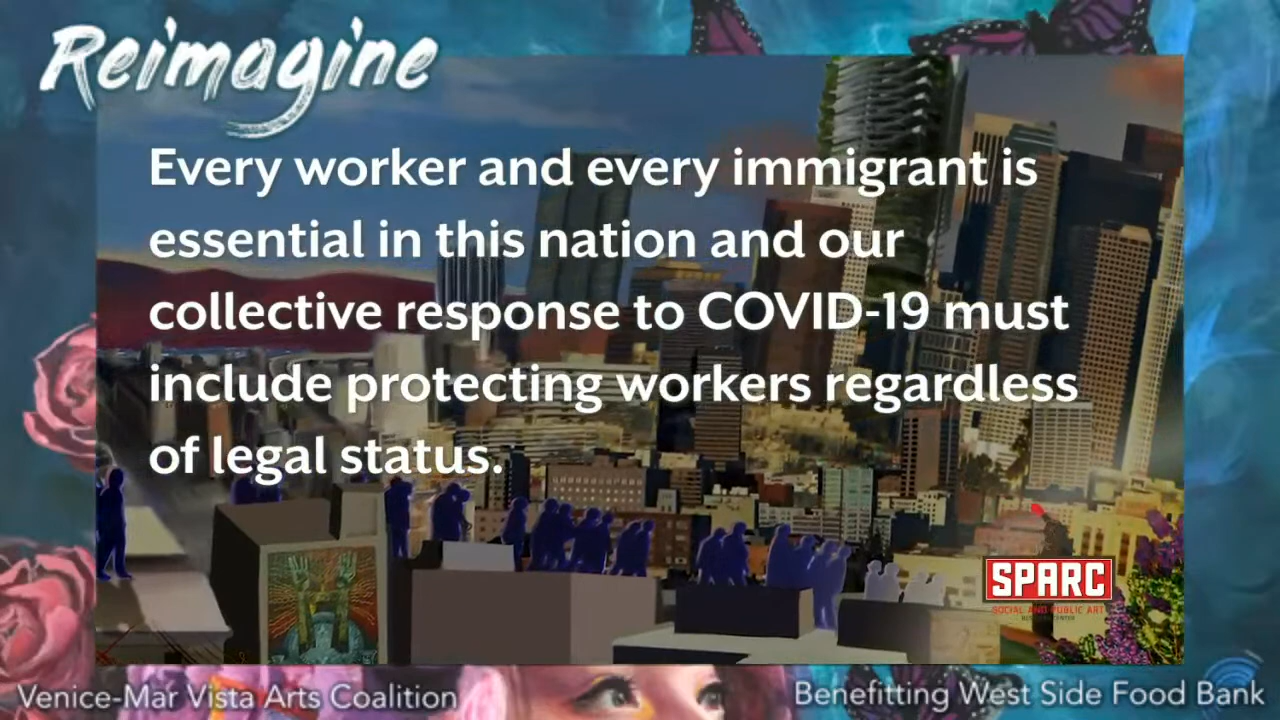 Reimagine
Every worker and every immigrant is
essential in this nation and our
collective response to COVID-19 must
include protecting workers regardless
of legal status.
SPARC
SOCIAL AND PUBLIC ART
Venice-Mar Vista Arts Coalition
Benefitting West Side Food Bank